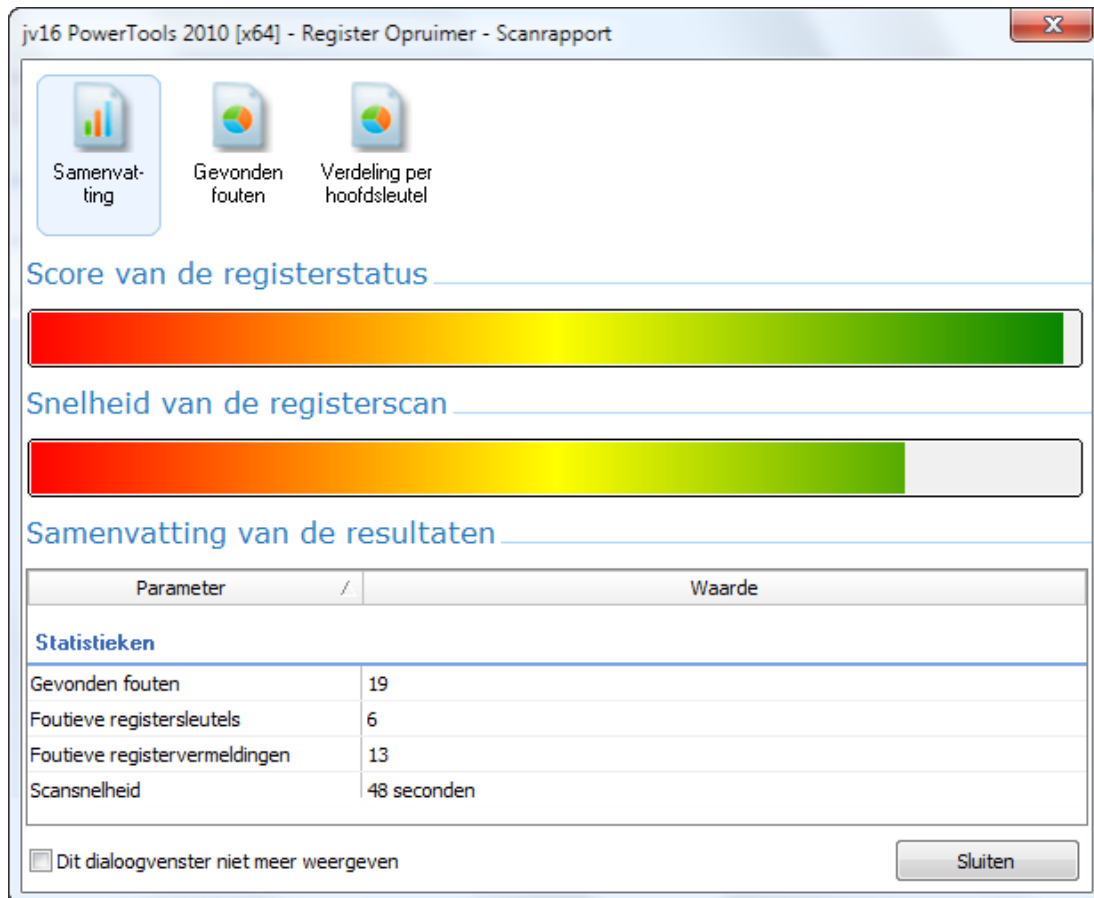 jv16 PowerTools 2010 [x64] - Register Opruimer - Scanrapport
Samenvat-
ting
Gevonden
fouten
Verdeling per
hoofdsleutel
Score van de registerstatus
Snelheid van de registerscan
Samenvatting van de resultaten
Parameter Waarde
Statistieken
Gevonden fouten 19
Foutieve registersleutels 6
Foutieve registervermeldingen 13
Scansnelheid 48 seconden
Dit dialoogvenster niet meer weergeven
Sluiten